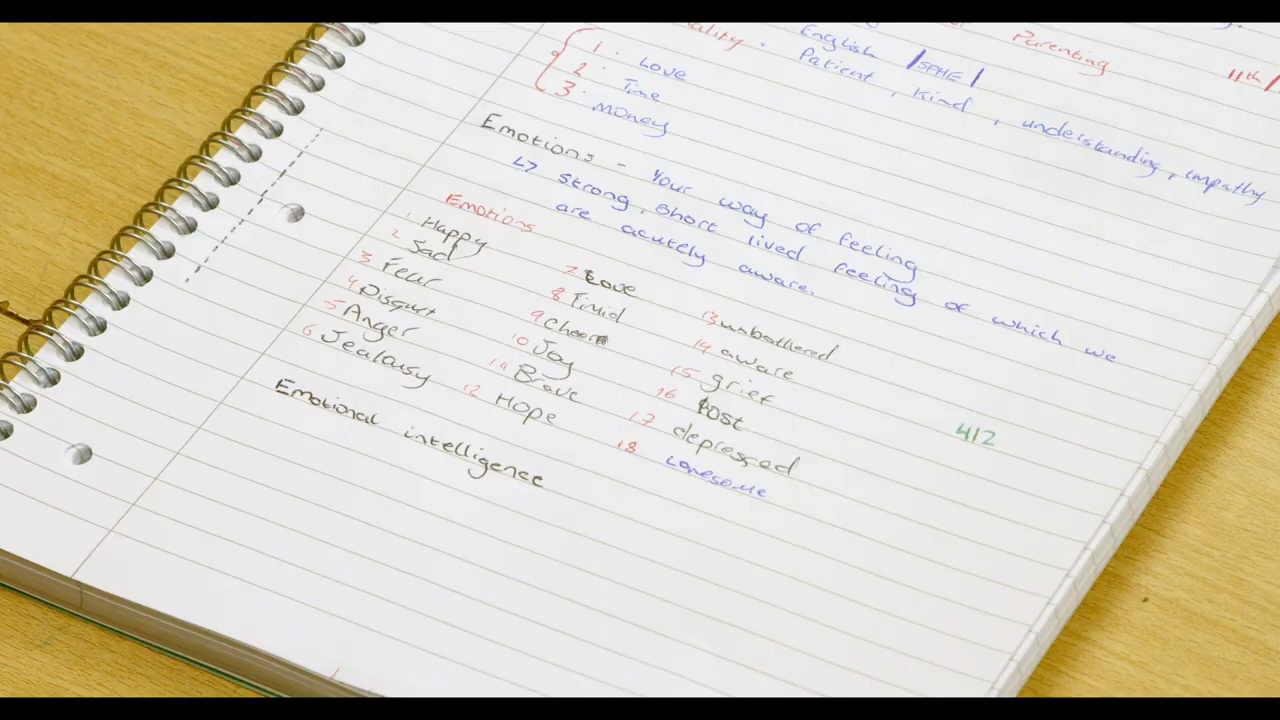 English |SPHE| Parenting 11th
1. Love
2. Time
3. Money
Patient, Kind, understanding, empathy
Emotions - Your way of feeling
↳ strong, short lived feeling of which we
are acutely aware.
Emotions
1 Happy 7 Love 13 unbothered
2 Sad 8 Timid 14 aware
3 Fear 9 Cheer 15 grief
4 Disgust 10 Joy 16 lost
5 Anger 11 Brave 17 depressed
6 Jealousy 12 Hope 18 Lonesome
412
Emotional intelligence